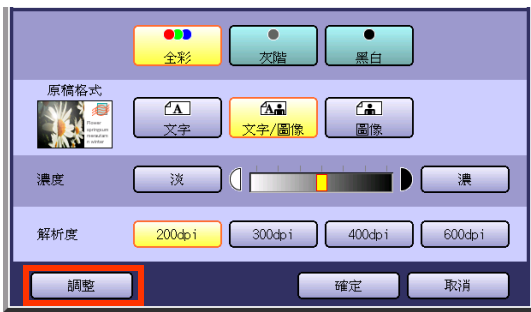 全彩 灰階 黑白
原稿格式
A 文字 A 文字/圖像 圖像
Flower
濃度 淡 濃
解析度 200dpi 300dpi 400dpi 600dpi
調整 確定 取消